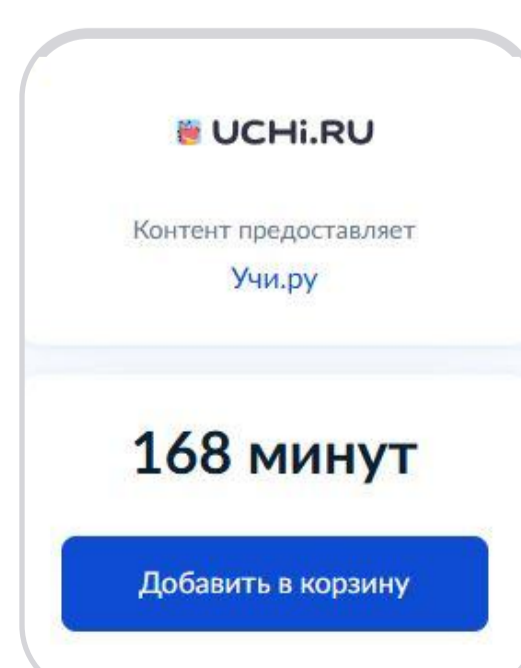 UCHi.RU
Контент предоставляет
Учи.ру
168 минут
Добавить в корзину